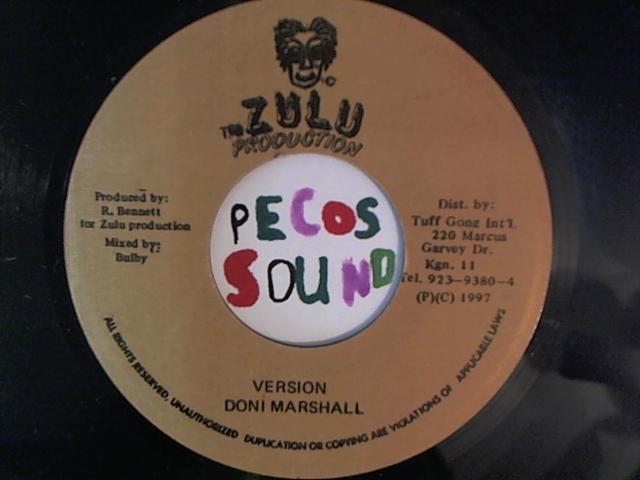 THE ZULU
PRODUCTION
Produced by:
R. Bennett
for Zulu production
Mixed by:
Bulby
PECOS
SOUND
Dist. by:
Tuff Gong Int'l.
220 Marcus
Garvey Dr.
Kgn. 11
Tel. 923-9380-4
(P)(C) 1997
VERSION
DONI MARSHALL
ALL RIGHTS RESERVED. UNAUTHORIZED DUPLICATION OR COPYING ARE VIOLATIONS OF APPLICABLE LAWS